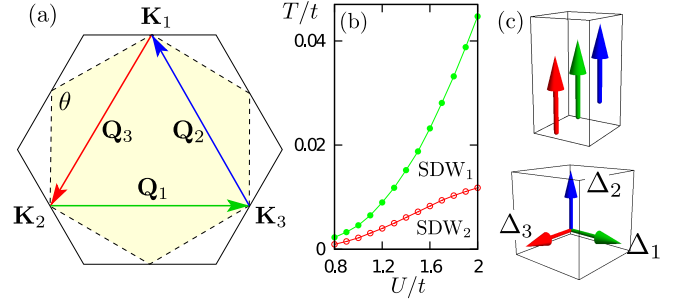 (a)
K₁
θ
Q₃
Q₂
Q₁
K₂
K₃
(b)
T/t
0.04
0.02
0
SDW₁
SDW₂
0.8
1.2
1.6
2
U/t
(c)
Δ₂
Δ₃
Δ₁